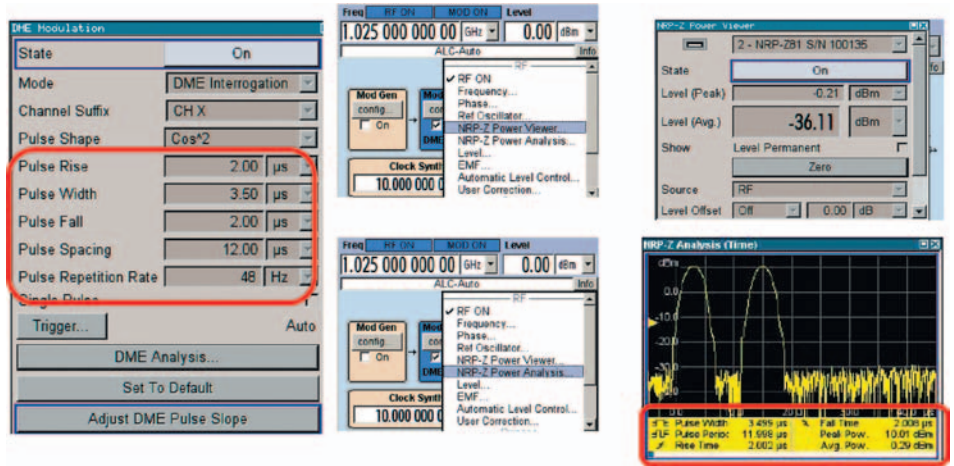 DME Modulation
State On
Mode DME Interrogation
Channel Suffix CH X
Pulse Shape Cos^2
Pulse Rise 2.00 µs
Pulse Width 3.50 µs
Pulse Fall 2.00 µs
Pulse Spacing 12.00 µs
Pulse Repetition Rate 48 Hz
Single Pulse
Trigger... Auto
DME Analysis...
Set To Default
Adjust DME Pulse Slope
Freq RF ON MOD ON Level
1.025 000 000 00 GHz 0.00 dBm
ALC-Auto Info
RF
RF ON
Frequency...
Phase...
Ref Oscillator...
NRP-Z Power Viewer...
NRP-Z Power Analysis...
Level...
EMF...
Automatic Level Control...
User Correction...
Mod Gen
config...
On
DME
Clock Synth
10.000 000 0
Freq RF ON MOD ON Level
1.025 000 000 00 GHz 0.00 dBm
ALC-Auto Info
RF
RF ON
Frequency...
Phase...
Ref Oscillator...
NRP-Z Power Viewer...
NRP-Z Power Analysis...
Level...
EMF...
Automatic Level Control...
User Correction...
Mod Gen
config...
On
DME
Clock Synth
10.000 000 0
NRP-Z Power Viewer
2 - NRP-Z81 S/N 100135
State On
Level (Peak) -0.21 dBm
Level (Avg.) -36.11 dBm
Show Level Permanent
Zero
Source RF
Level Offset Off 0.00 dB
NRP-Z Analysis (Time)
dBm
0.0
-10.0
Pulse Width 3.499 µs Fall Time 2.008 µs
Pulse Period 11.998 µs Peak Pow. 10.01 dBm
Rise Time 2.002 µs Avg. Pow. 0.29 dBm